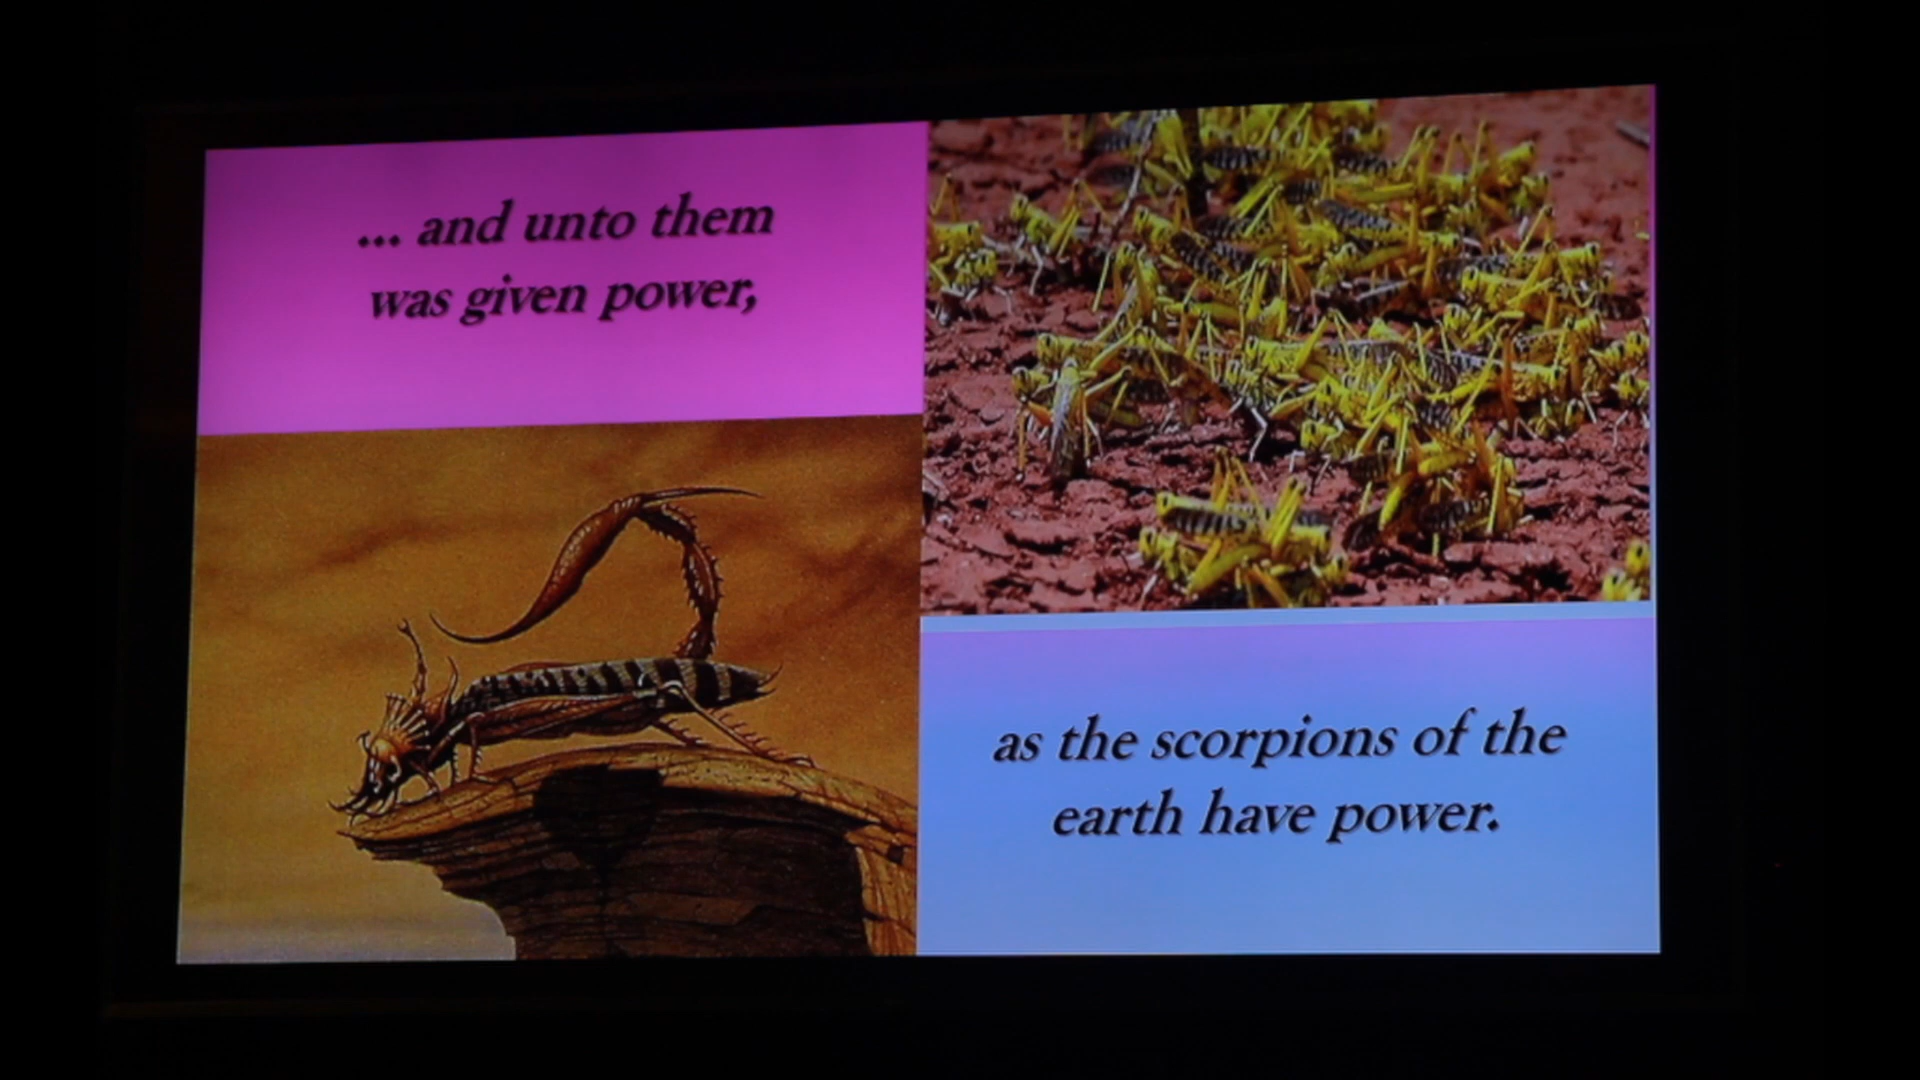 ... and unto them
was given power,
as the scorpions of the
earth have power.